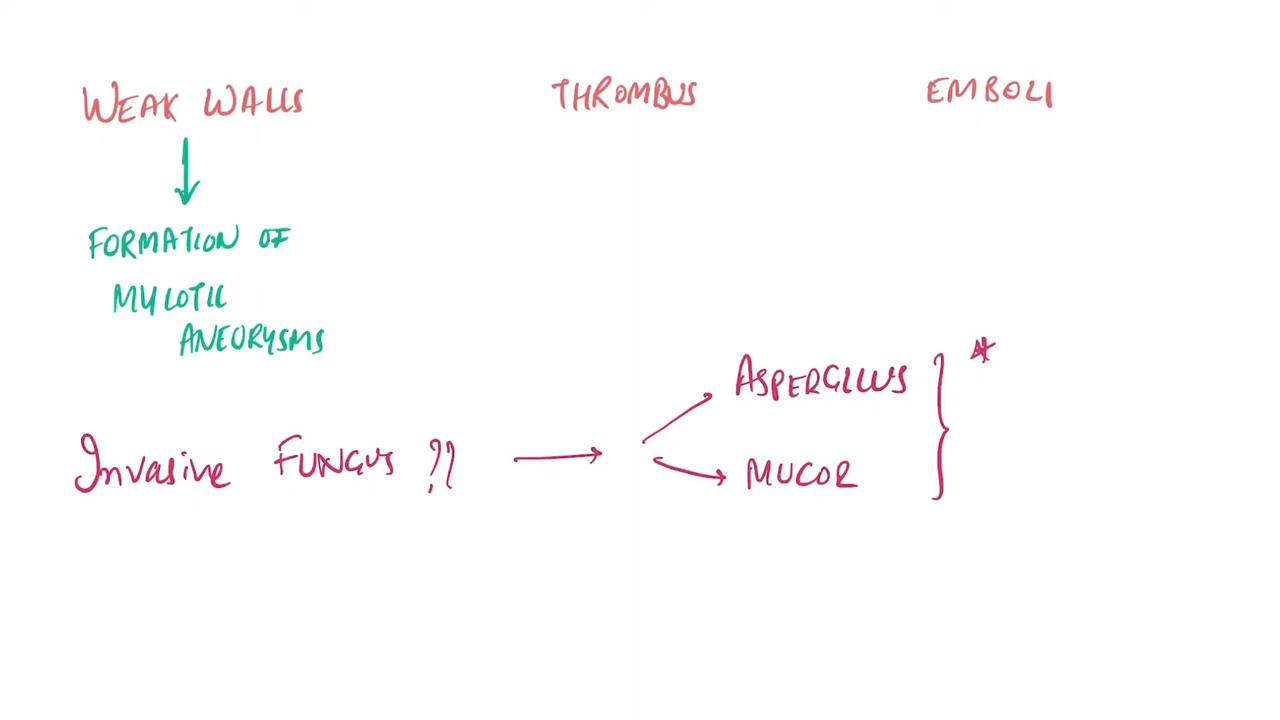 WEAK WALLS THROMBUS EMBOLI
FORMATION OF
MYCOTIC
ANEURYSMS
ASPERGILLUS *
Invasive FUNGUS ??
MUCOR